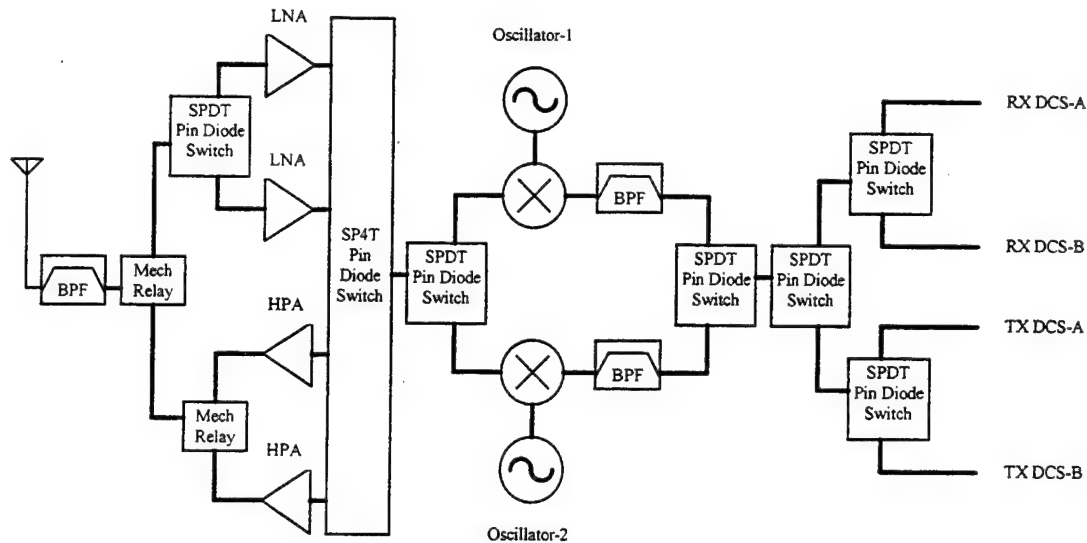 LNA
SPDT
Pin Diode
Switch
LNA
BPF
Mech
Relay
HPA
Mech
Relay
HPA
SP4T
Pin
Diode
Switch
Oscillator-1
SPDT
Pin Diode
Switch
BPF
BPF
Oscillator-2
SPDT
Pin Diode
Switch
SPDT
Pin Diode
Switch
SPDT
Pin Diode
Switch
RX DCS-A
RX DCS-B
SPDT
Pin Diode
Switch
TX DCS-A
TX DCS-B